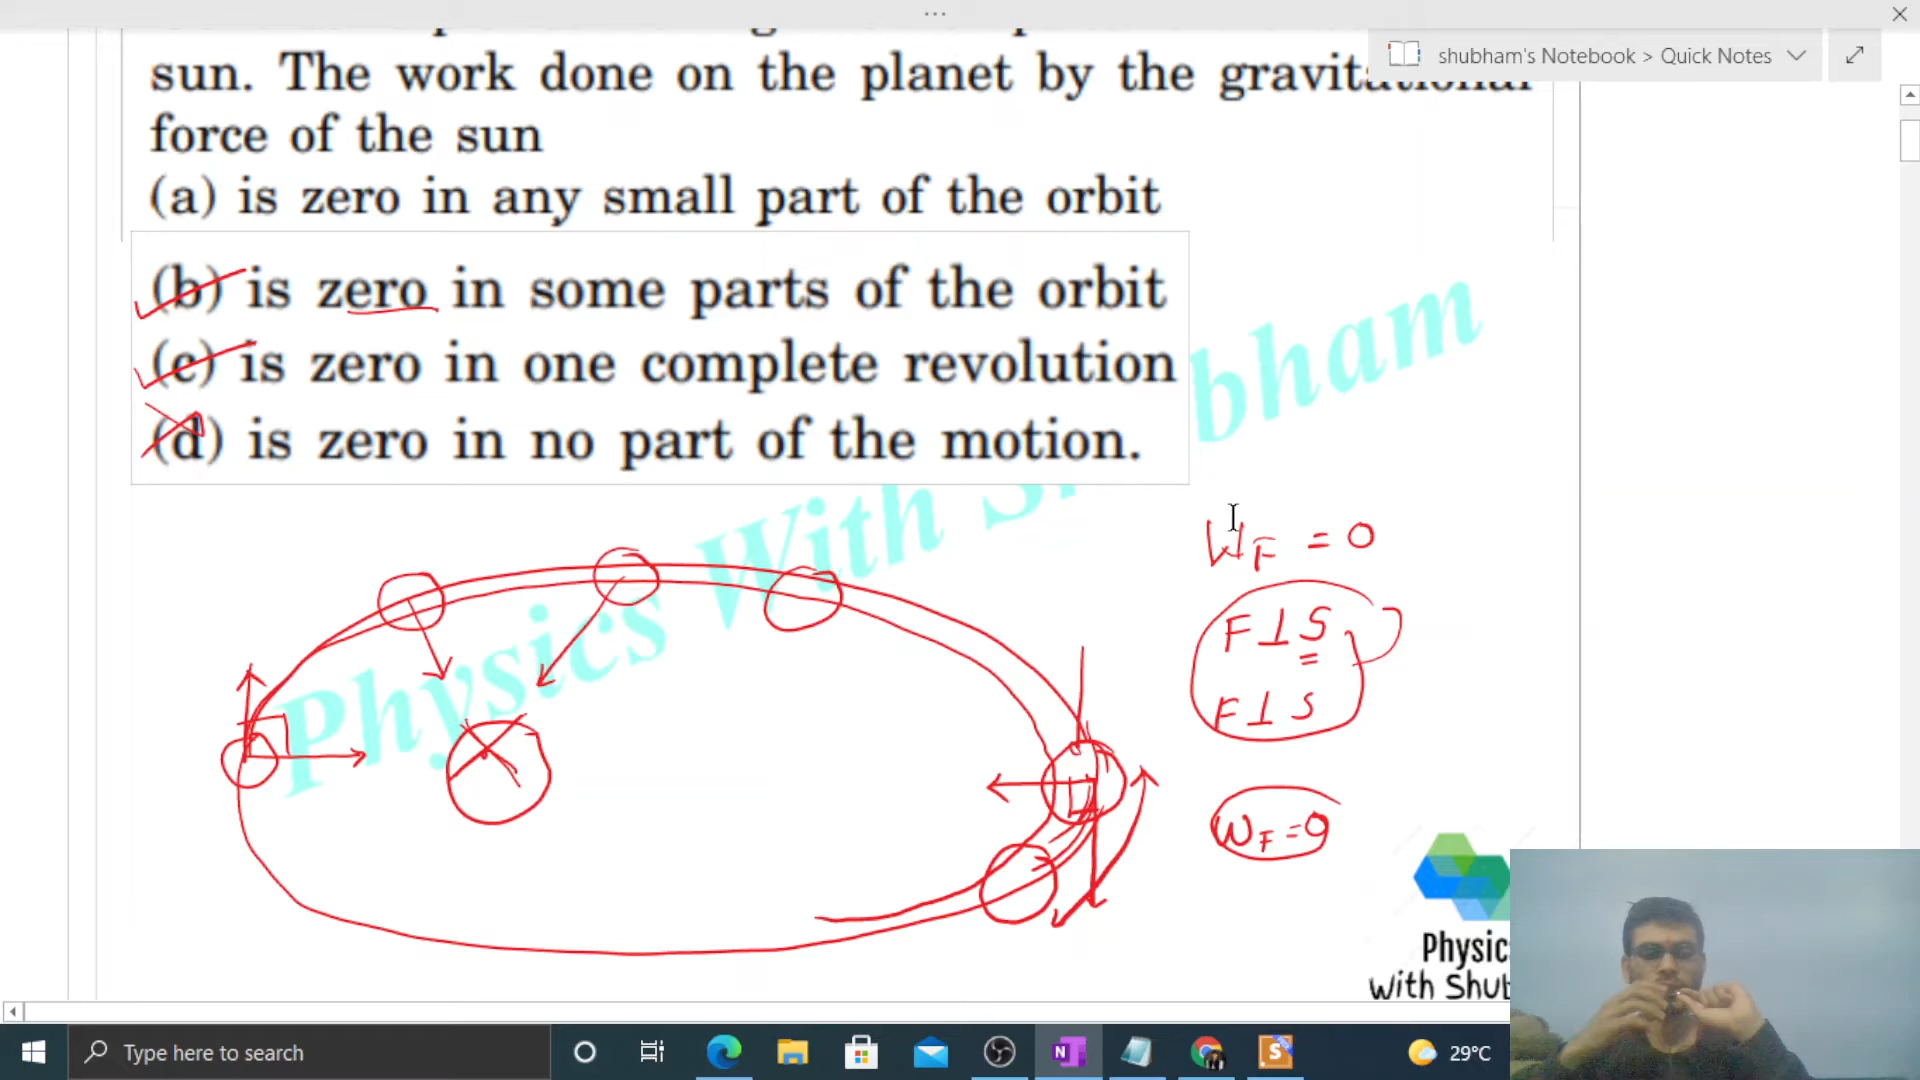 ...
shubham's Notebook > Quick Notes
sun. The work done on the planet by the gravitational
force of the sun
(a) is zero in any small part of the orbit
(b) is zero in some parts of the orbit
(c) is zero in one complete revolution
(d) is zero in no part of the motion.
Physics With Shubham
WF = 0
F⊥S
F⊥S
WF = 0
Physic
with Shub
Type here to search
29°C